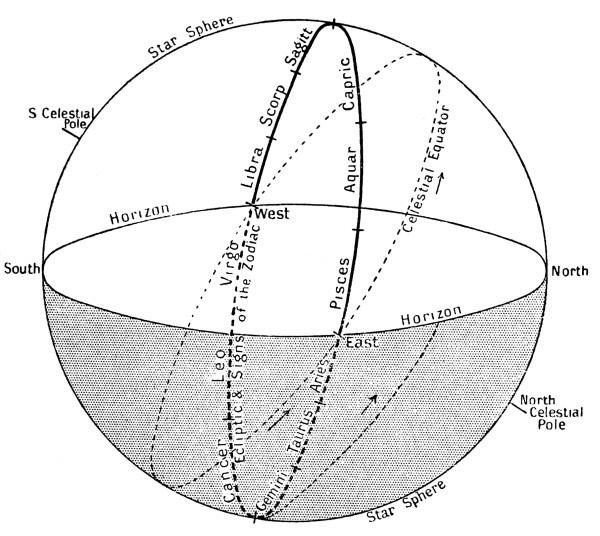 Star Sphere
S Celestial
Pole
Sagitt
Capric
Scorp
Libra
Aquar
Celestial Equator
Horizon
West
South
North
Virgo
Ecliptic & Signs of the Zodiac
Pisces
Horizon
East
Leo
Aries
Taurus
Cancer
Gemini
North
Celestial
Pole
Star Sphere